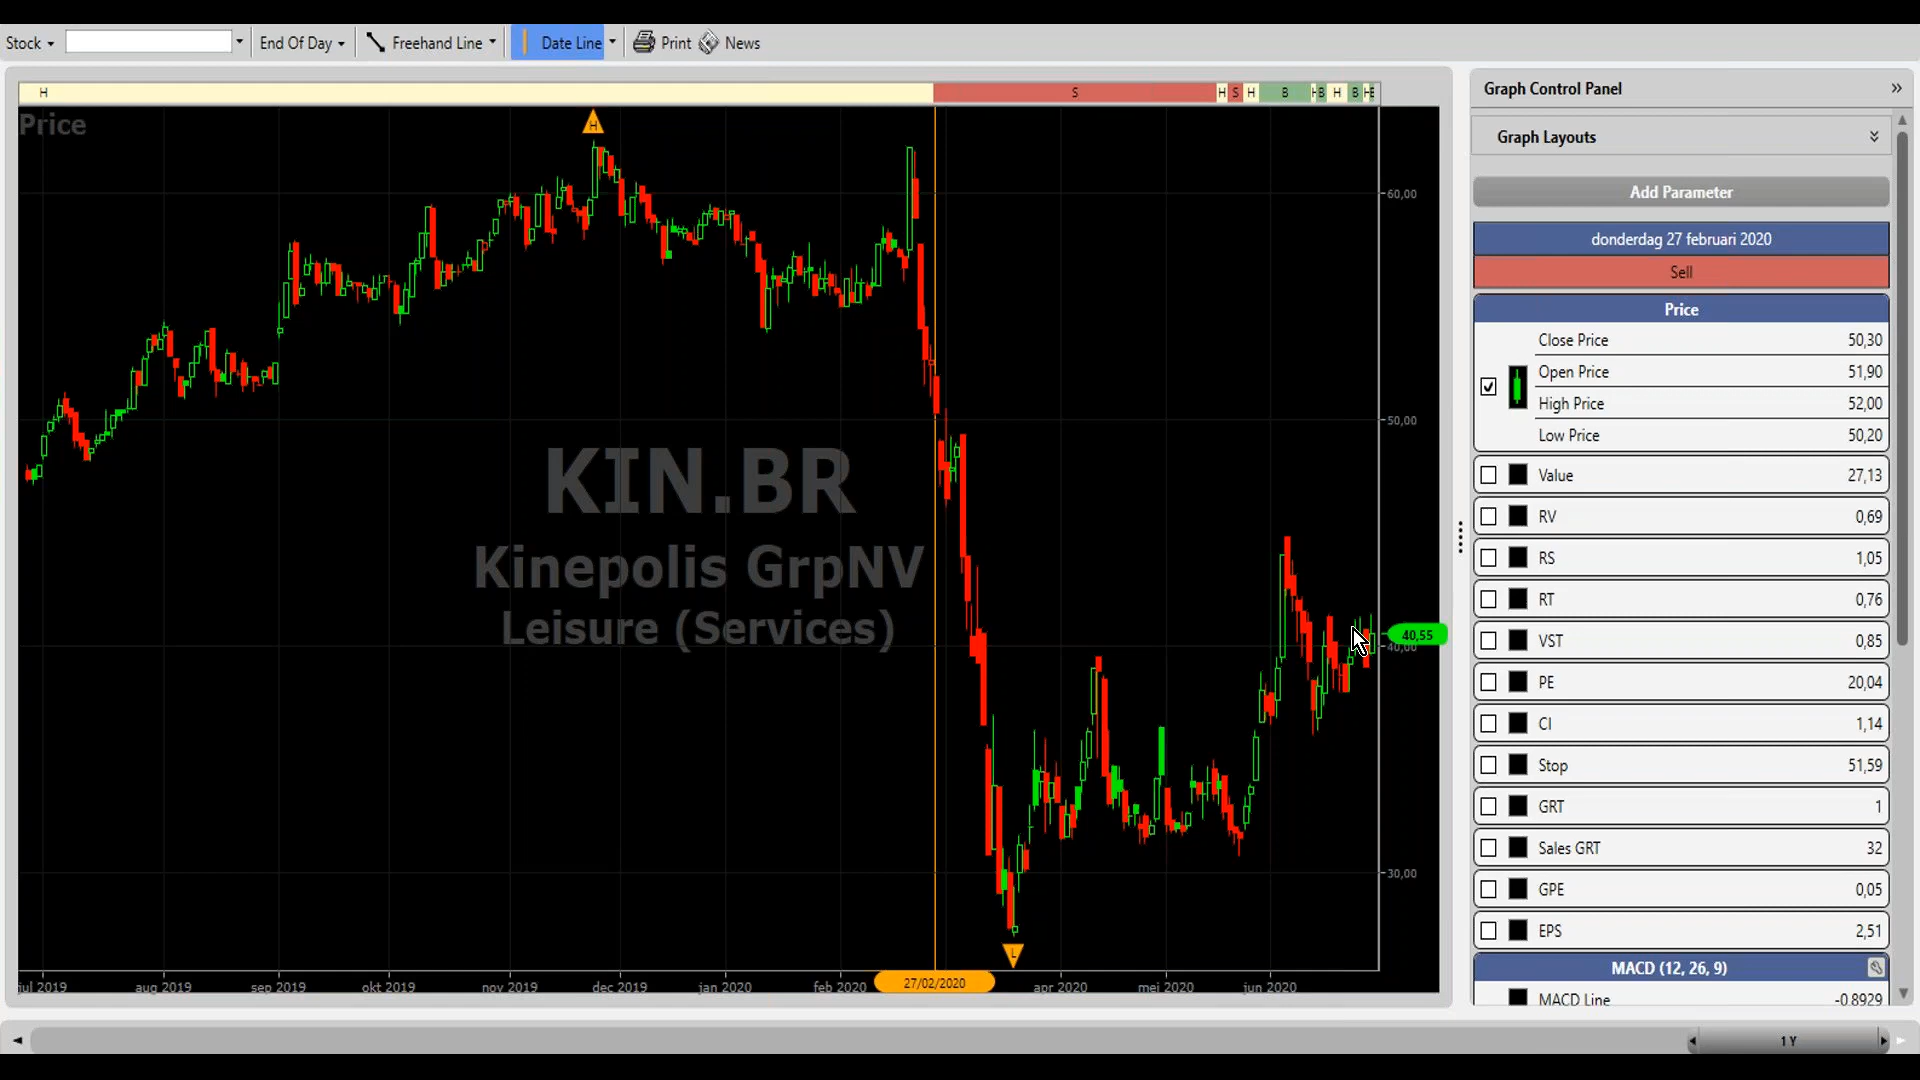 Stock
End Of Day
Freehand Line
Date Line
Print
News
H S H S H B H B H B H B
Price
H
60,00
50,00
40,00
30,00
40,55
KIN.BR
Kinepolis GrpNV
Leisure (Services)
L
jul 2019 aug 2019 sep 2019 okt 2019 nov 2019 dec 2019 jan 2020 feb 2020 27/02/2020 apr 2020 mei 2020 jun 2020
Graph Control Panel
Graph Layouts
Add Parameter
donderdag 27 februari 2020
Sell
Price
Close Price 50,30
Open Price 51,90
High Price 52,00
Low Price 50,20
Value 27,13
RV 0,69
RS 1,05
RT 0,76
VST 0,85
PE 20,04
CI 1,14
Stop 51,59
GRT 1
Sales GRT 32
GPE 0,05
EPS 2,51
MACD (12, 26, 9)
MACD Line -0.8929
1 Y